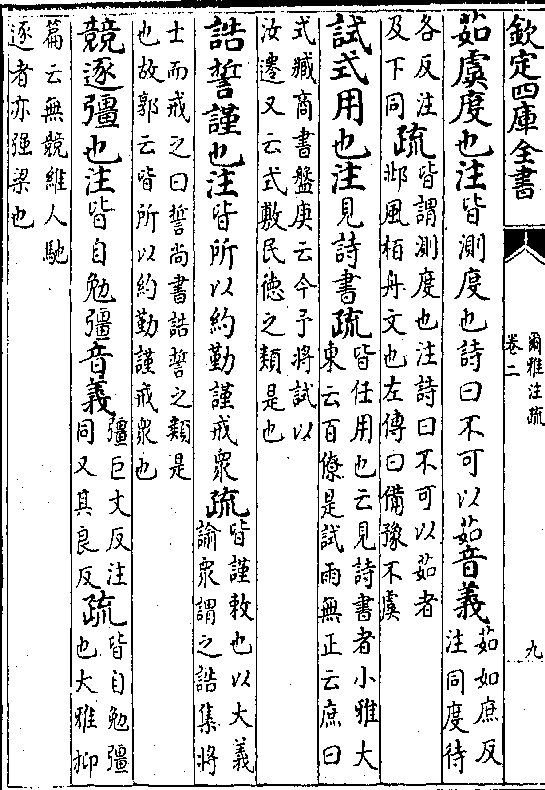 欽定四庫全書
爾雅注疏
卷二
九
茹虞度也注皆測度也詩曰不可以茹音義茹如庶反
注同度待
各反注
及下同疏皆謂測度也注詩曰不可以茹者
邶風栢舟文也左傳曰備豫不虞
試式用也注見詩書疏皆任用也云見詩書者小雅大
東云百僚是試雨無正云庶曰
式臧商書盤庚云今予將試以
汝遷又云式敷民德之類是也
誥誓謹也注皆所以約勤謹戒衆疏皆謹敕也以大義
諭衆謂之誥集將
士而戒之曰誓尚書誥誓之類是
也故郭云皆所以約勤謹戒衆也
競逐彊也注皆自勉彊音義彊巨丈反注
同又其良反疏皆自勉彊
也大雅抑
篇云無競維人馳
逐者亦强梁也